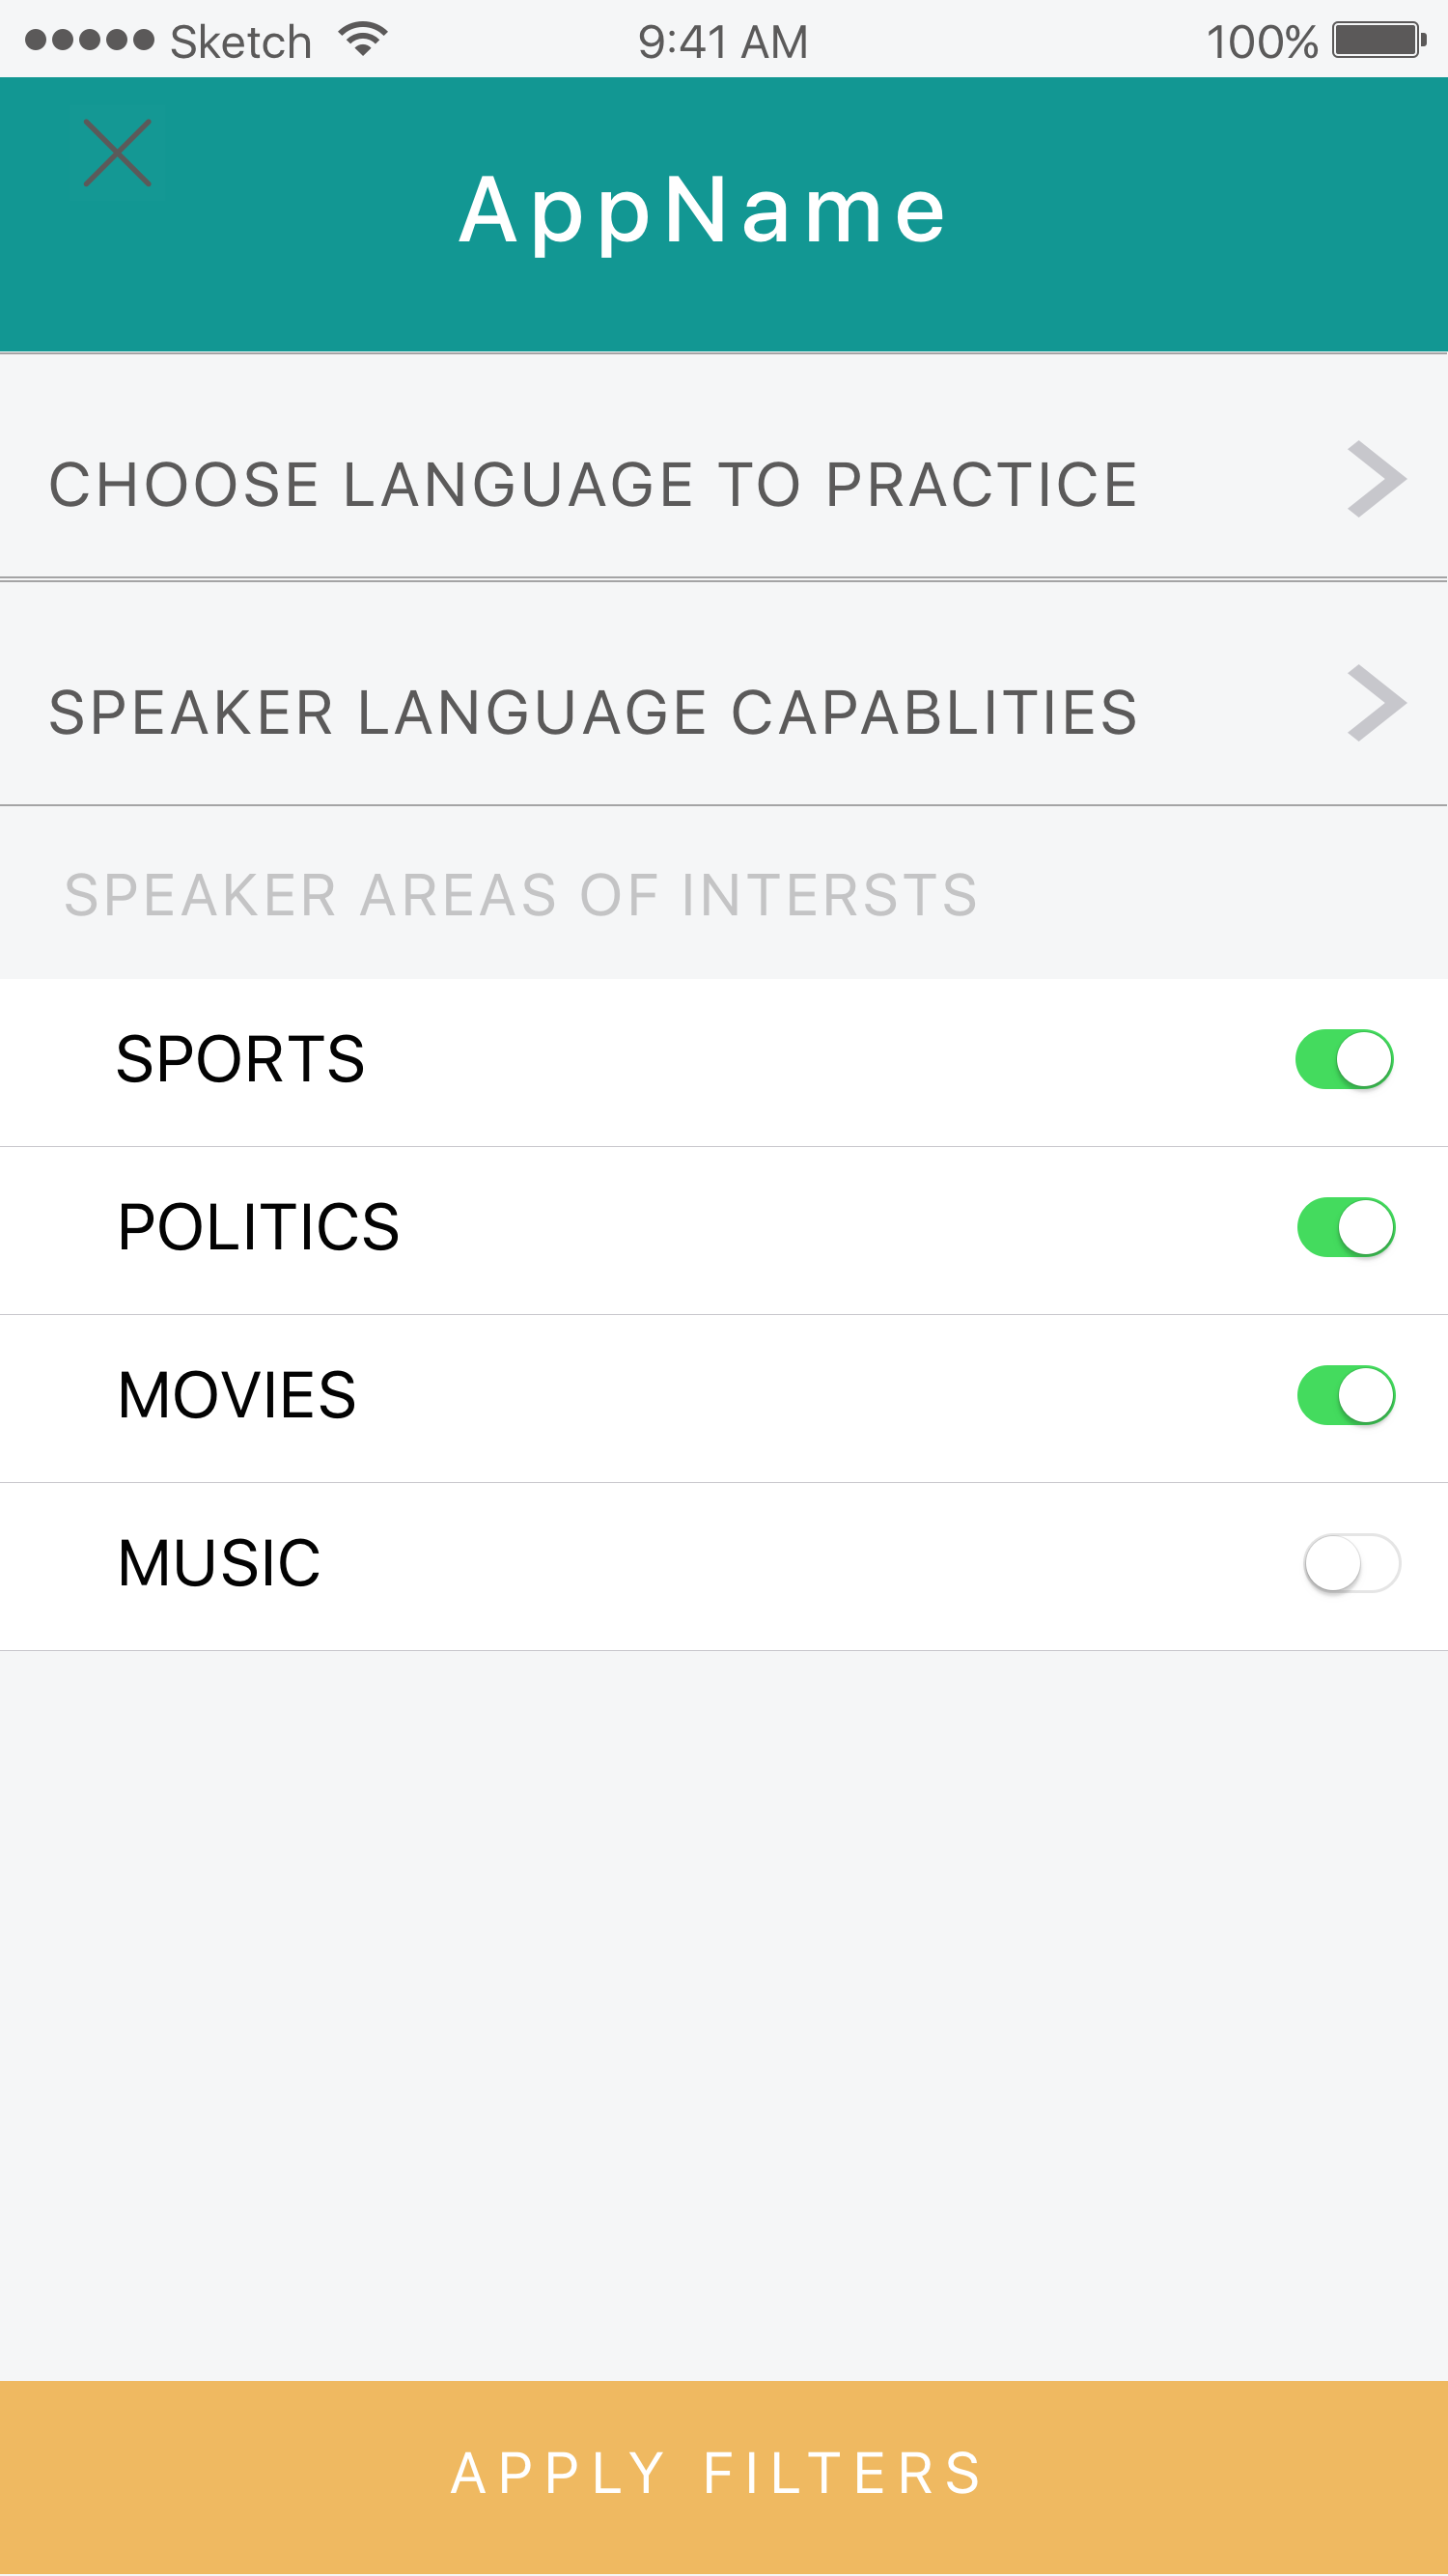 Sketch 9:41 AM 100%
AppName
CHOOSE LANGUAGE TO PRACTICE
SPEAKER LANGUAGE CAPABLITIES
SPEAKER AREAS OF INTERSTS
SPORTS
POLITICS
MOVIES
MUSIC
APPLY FILTERS